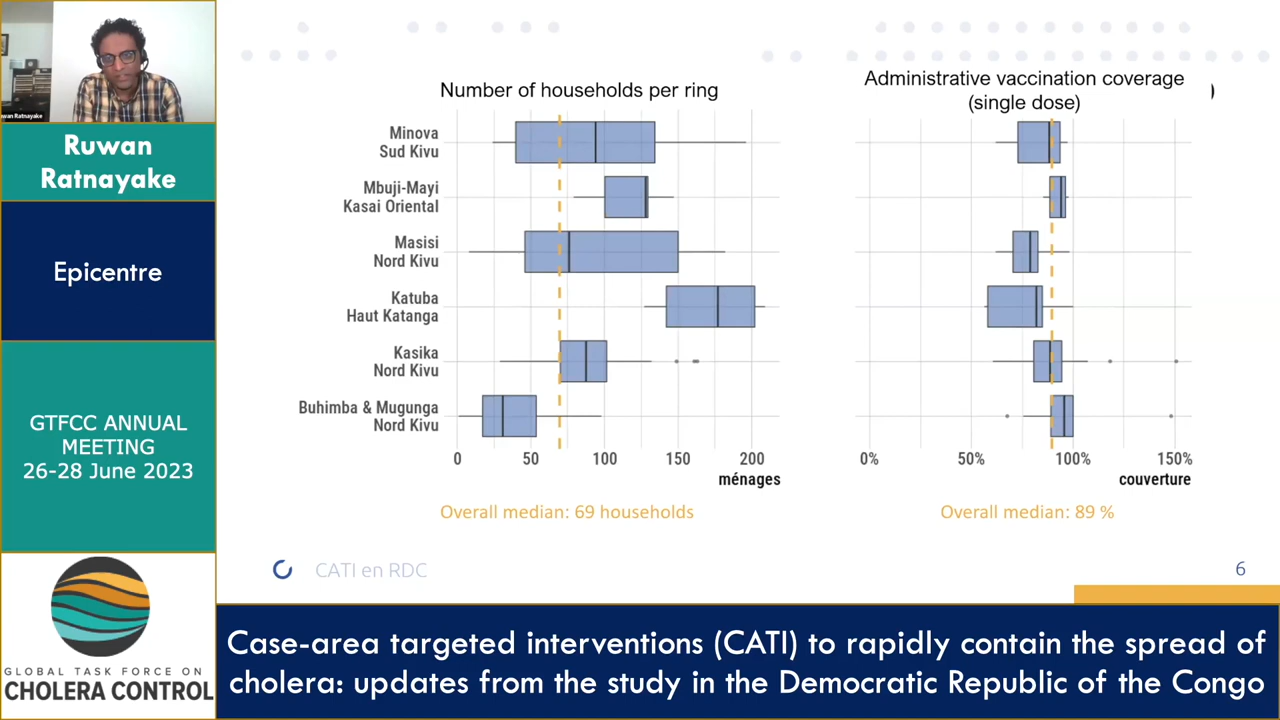 wan Ratnayake
Ruwan
Ratnayake
Epicentre
GTFCC ANNUAL
MEETING
26-28 June 2023
GLOBAL TASK FORCE ON
CHOLERA CONTROL
Number of households per ring
Minova
Sud Kivu
Mbuji-Mayi
Kasai Oriental
Masisi
Nord Kivu
Katuba
Haut Katanga
Kasika
Nord Kivu
Buhimba & Mugunga
Nord Kivu
0 50 100 150 200
ménages
Overall median: 69 households
Administrative vaccination coverage
(single dose)
)
0% 50% 100% 150%
couverture
Overall median: 89 %
CATI en RDC
6
Case-area targeted interventions (CATI) to rapidly contain the spread of
cholera: updates from the study in the Democratic Republic of the Congo